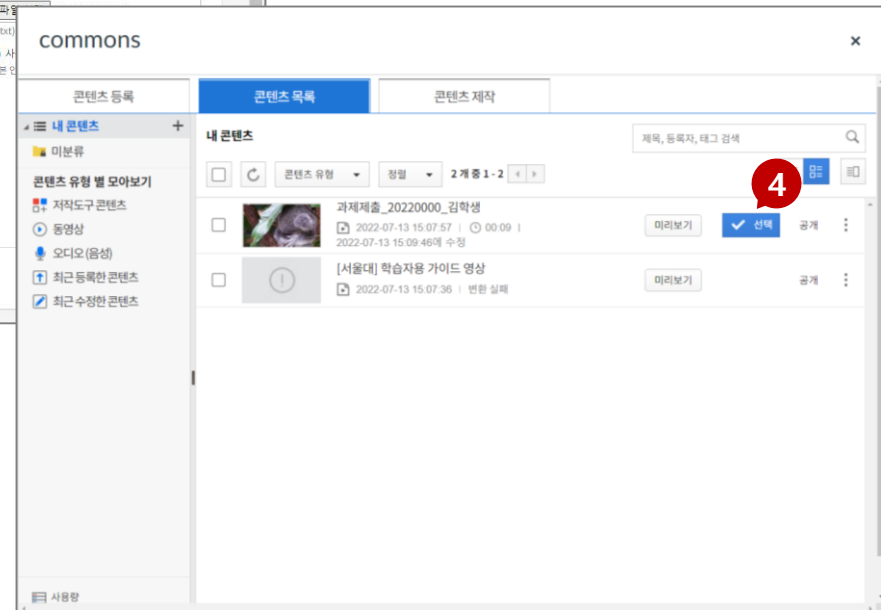 파일
txt)
사
본 인
commons
×
콘텐츠 등록
콘텐츠 목록
콘텐츠 제작
내 콘텐츠
+
미분류
콘텐츠 유형 별 모아보기
저작도구 콘텐츠
동영상
오디오(음성)
최근 등록한 콘텐츠
최근 수정한 콘텐츠
사용량
내 콘텐츠
제목, 등록자, 태그 검색
콘텐츠 유형
정렬
2 개 중 1 - 2
4
과제제출_20220000_김학생
2022-07-13 15:07:57 | 00:09 |
2022-07-13 15:09:46에 수정
미리보기
선택
공개
[서울대] 학습자용 가이드 영상
2022-07-13 15:07:36 | 변환 실패
미리보기
공개